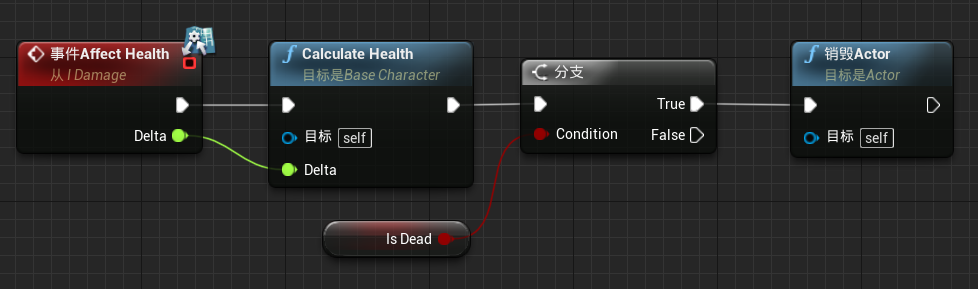 事件Affect Health
从 I Damage
Delta
Calculate Health
目标是Base Character
目标 self
Delta
分支
True
Condition
False
Is Dead
销毁Actor
目标是Actor
目标 self